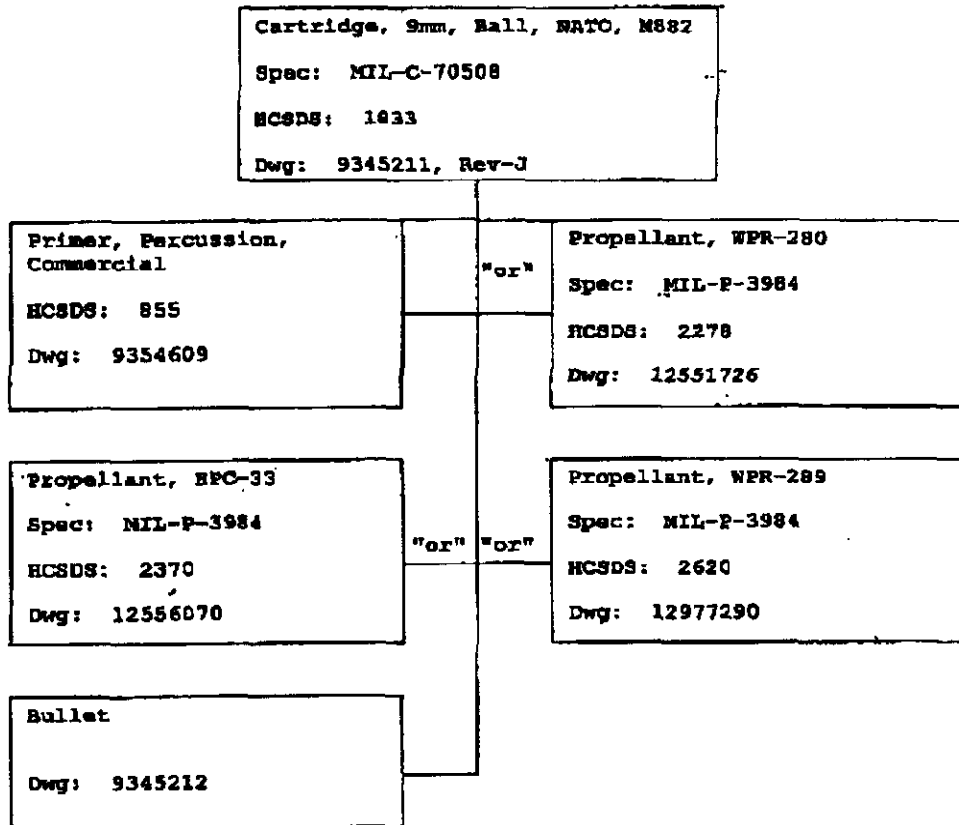 Cartridge, 9mm, Ball, NATO, M882
Spec: MIL-C-70508
HCSDS: 1833
Dwg: 9345211, Rev-J
Primer, Percussion,
Commercial
HCSDS: 855
Dwg: 9354609
"or"
Propellant, WPR-280
Spec: MIL-P-3984
HCSDS: 2278
Dwg: 12551726
Propellant, HPC-33
Spec: MIL-P-3984
HCSDS: 2370
Dwg: 12556070
"or" "or"
Propellant, WPR-289
Spec: MIL-P-3984
HCSDS: 2620
Dwg: 12977290
Bullet
Dwg: 9345212